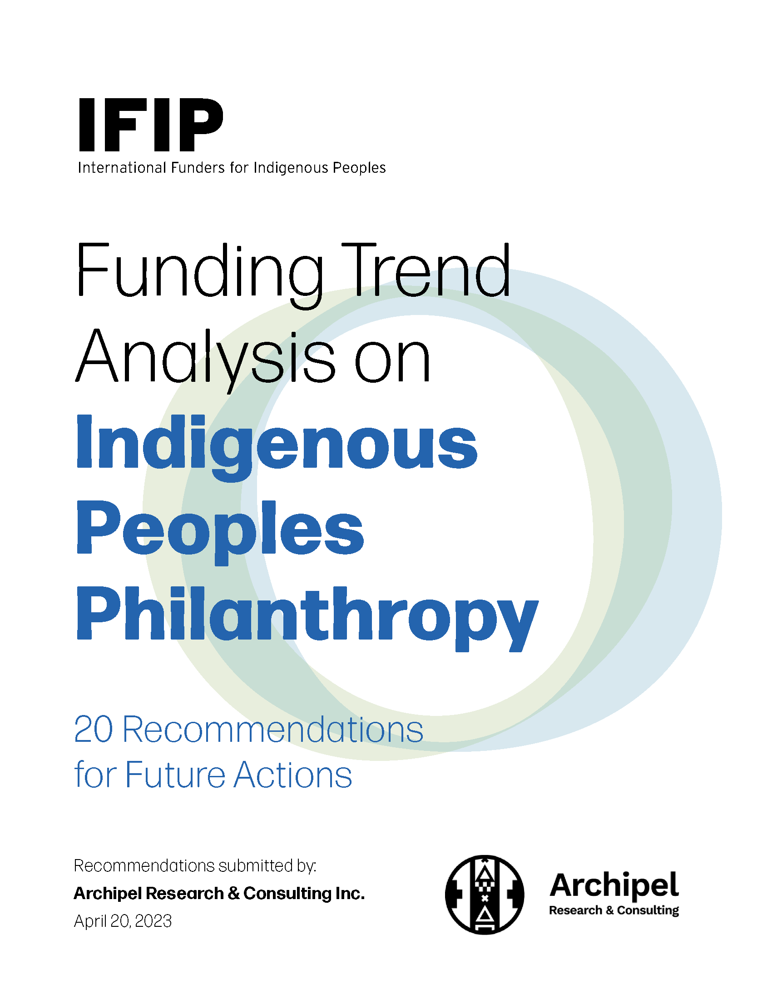 IFIP
International Funders for Indigenous Peoples
Funding Trend
Analysis on
Indigenous
Peoples
Philanthropy
20 Recommendations
for Future Actions
Recommendations submitted by:
Archipel Research & Consulting Inc.
April 20, 2023
Archipel
Research & Consulting